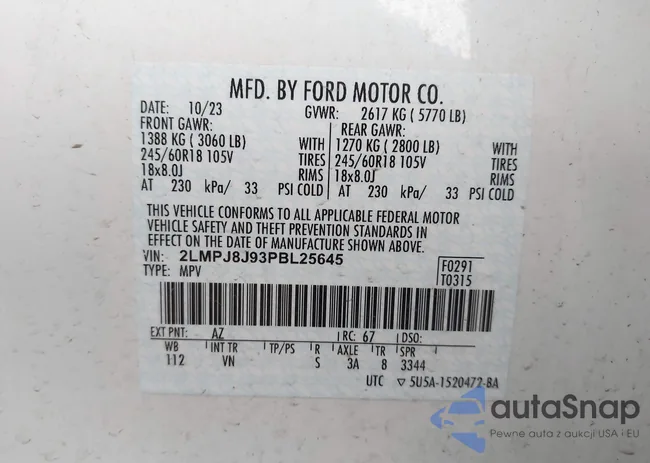 MFD. BY FORD MOTOR CO.
DATE: 10/23 GVWR: 2617 KG ( 5770 LB)
FRONT GAWR: REAR GAWR:
1388 KG ( 3060 LB) WITH 1270 KG ( 2800 LB) WITH
245/60R18 105V TIRES 245/60R18 105V TIRES
18x8.0J RIMS 18x8.0J RIMS
AT 230 kPa/ 33 PSI COLD AT 230 kPa/ 33 PSI COLD
THIS VEHICLE CONFORMS TO ALL APPLICABLE FEDERAL MOTOR
VEHICLE SAFETY AND THEFT PREVENTION STANDARDS IN
EFFECT ON THE DATE OF MANUFACTURE SHOWN ABOVE.
VIN: 2LMPJ8J93PBL25645 F0291
TYPE: MPV T0315
EXT PNT: AZ RC: 67 DSO:
WB INT TR TP/PS R AXLE TR SPR
112 VN S 3A 8 3344
UTC ▽ 5U5A-1520472-BA
autaSnap
Pewne auta z aukcji USA i EU